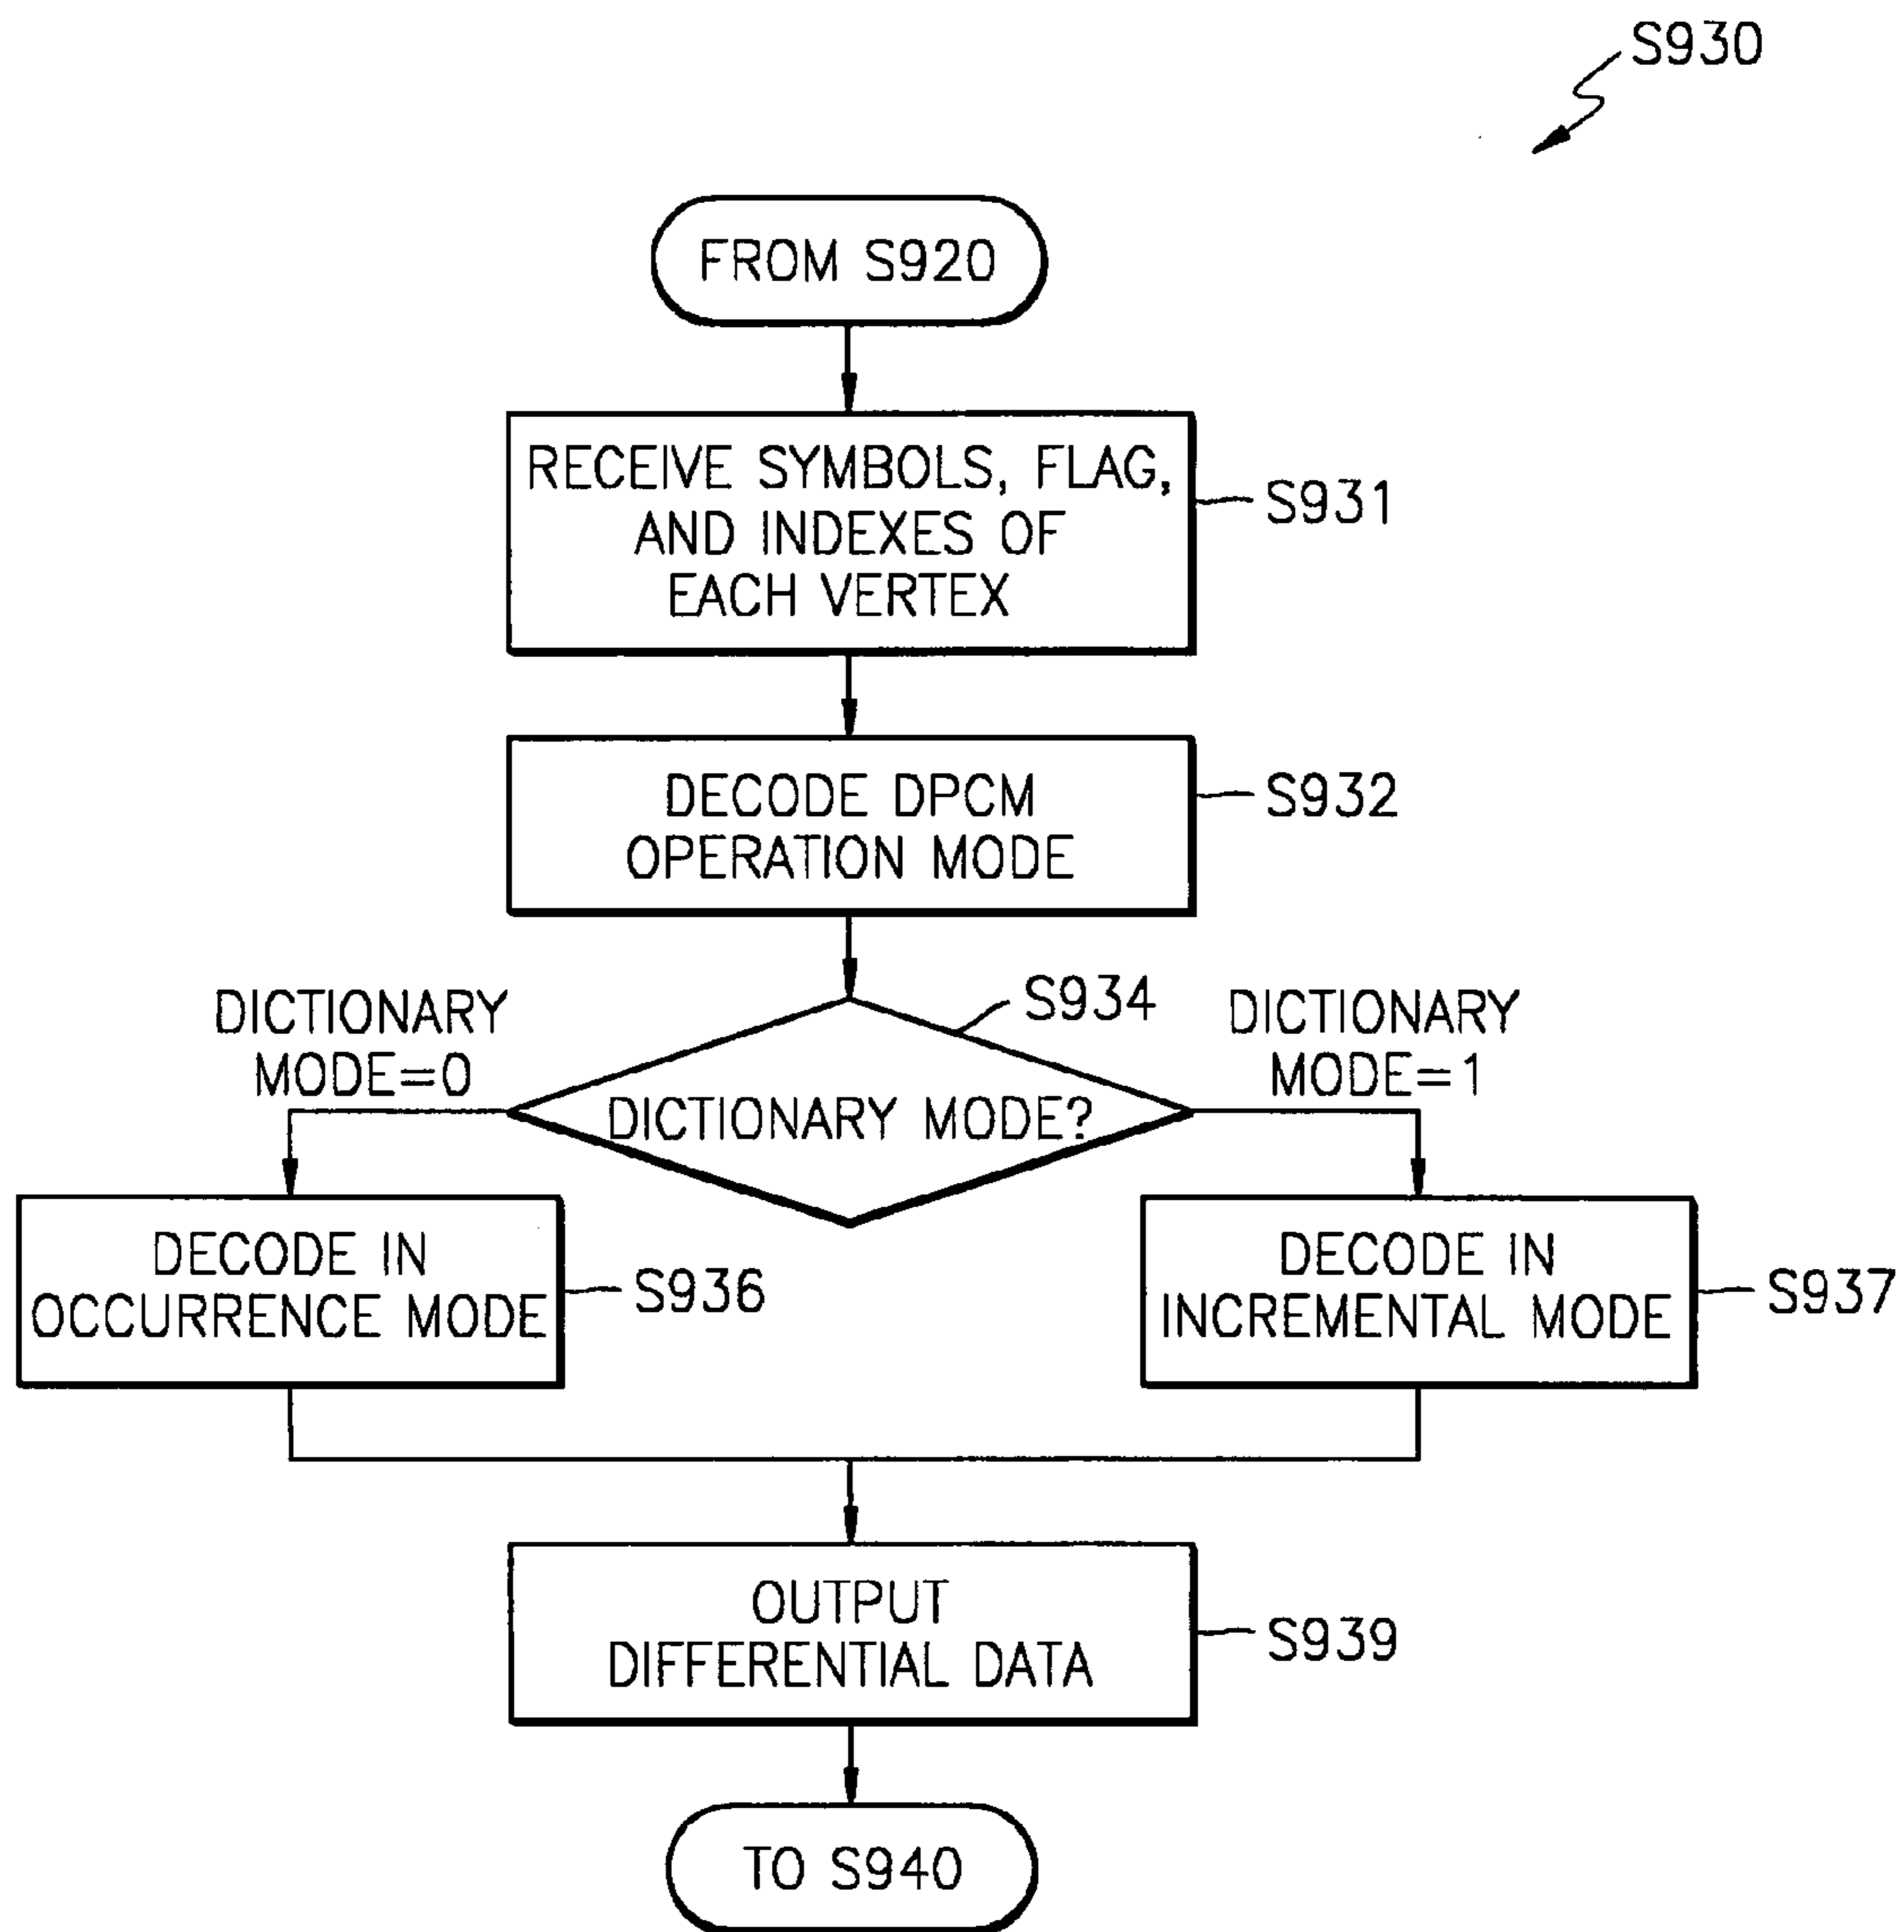 S930
FROM S920
RECEIVE SYMBOLS, FLAG,
AND INDEXES OF
EACH VERTEX
S931
DECODE DPCM
OPERATION MODE
S932
DICTIONARY
MODE=0
S934
DICTIONARY
MODE=1
DICTIONARY MODE?
DECODE IN
OCCURRENCE MODE
S936
DECODE IN
INCREMENTAL MODE
S937
OUTPUT
DIFFERENTIAL DATA
S939
TO S940